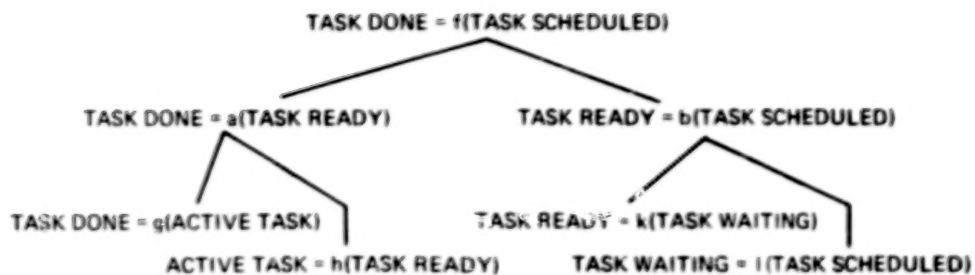 TASK DONE = f(TASK SCHEDULED)
TASK DONE = a(TASK READY)
TASK READY = b(TASK SCHEDULED)
TASK DONE = g(ACTIVE TASK)
TASK READY = k(TASK WAITING)
ACTIVE TASK = h(TASK READY)
TASK WAITING = l(TASK SCHEDULED)